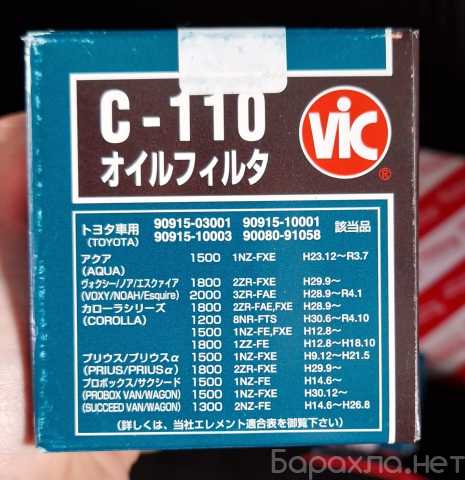 C-110
オイルフィルタ
ViC
®
トヨタ車用 90915-03001 90915-10001 該当品
(TOYOTA) 90915-10003 90080-91058
アクア 1500 1NZ-FXE H23.12～R3.7
(AQUA)
ヴォクシー/ノア/エスクァイア 1800 2ZR-FXE H29.9～
(VOXY/NOAH/Esquire) 2000 3ZR-FAE H28.9～R4.1
カローラシリーズ 1800 2ZR-FAE,FXE H28.9～
(COROLLA) 1200 8NR-FTS H30.6～R4.10
1500 1NZ-FE,FXE H12.8～
1800 1ZZ-FE H12.8～H18.10
プリウス/プリウスα 1500 1NZ-FXE H9.12～H21.5
(PRIUS/PRIUSα) 1800 2ZR-FXE H29.9～
プロボックス/サクシード 1500 1NZ-FE H14.6～
(PROBOX VAN/WAGON) 1500 1NZ-FXE H30.12～
(SUCCEED VAN/WAGON) 1300 2NZ-FE H14.6～H26.8
(詳しくは、当社エレメント適合表を御覧下さい)
Барахла.нет